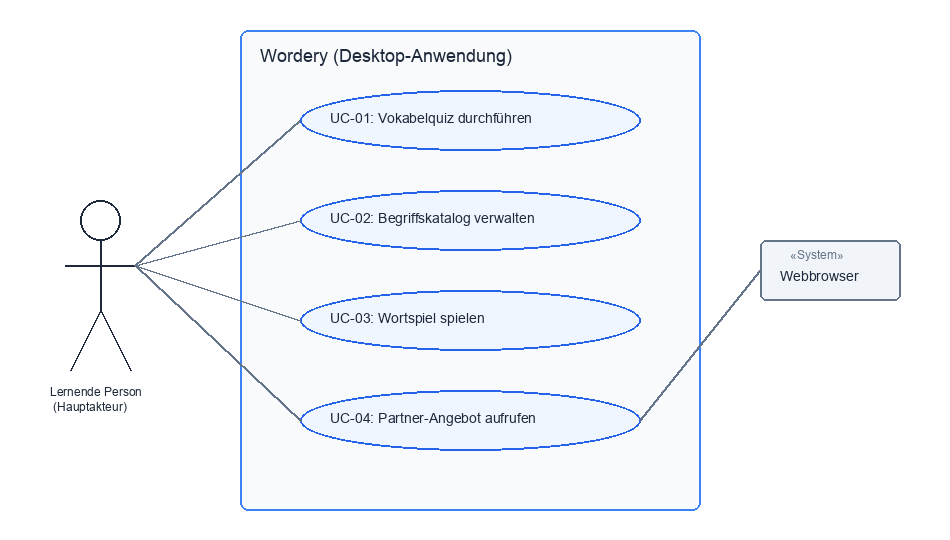 Wordery (Desktop-Anwendung)
UC-01: Vokabelquiz durchführen
UC-02: Begriffskatalog verwalten
UC-03: Wortspiel spielen
UC-04: Partner-Angebot aufrufen
Lernende Person
(Hauptakteur)
«System»
Webbrowser